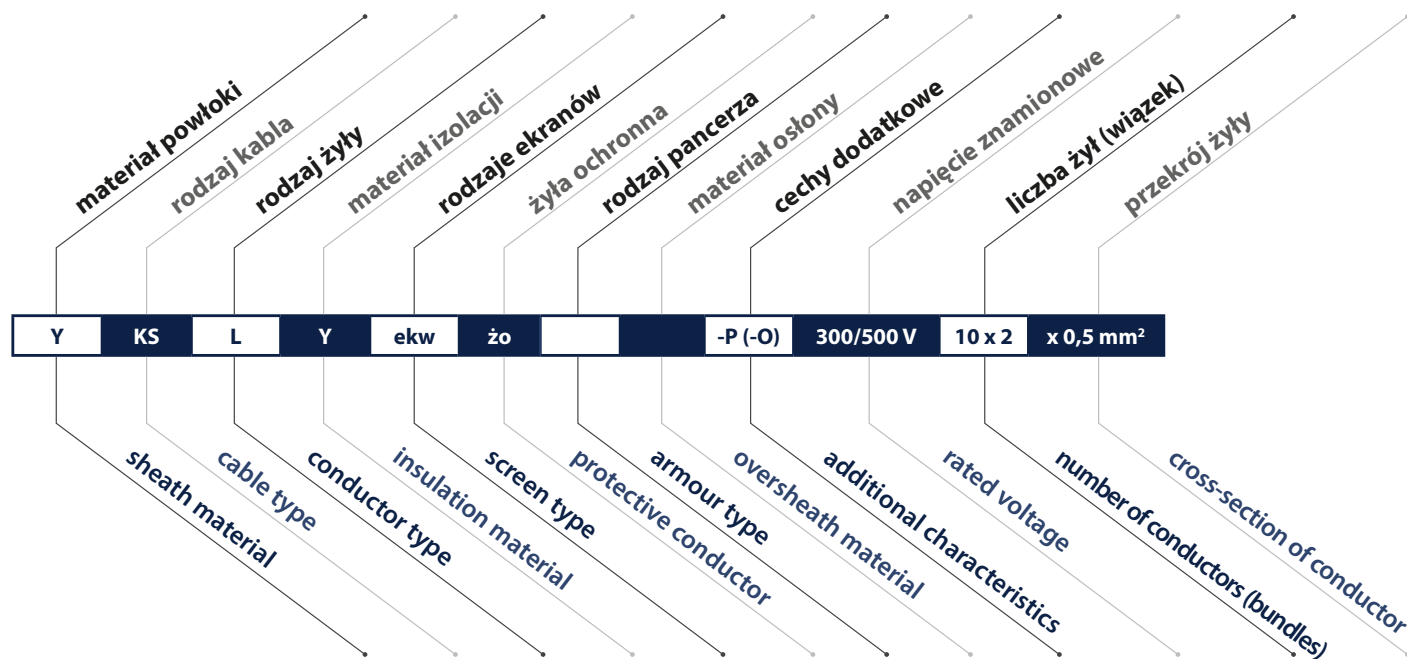 materiał powłoki
rodzaj kabla
rodzaj żyły
materiał izolacji
rodzaje ekranów
żyła ochronna
rodzaj pancerza
materiał osłony
cechy dodatkowe
napięcie znamionowe
liczba żył (wiązek)
przekrój żyły
Y KS L Y ekw żo -P (-O) 300/500 V 10 x 2 x 0,5 mm²
sheath material
cable type
conductor type
insulation material
screen type
protective conductor
armour type
oversheath material
additional characteristics
rated voltage
number of conductors (bundles)
cross-section of conductor